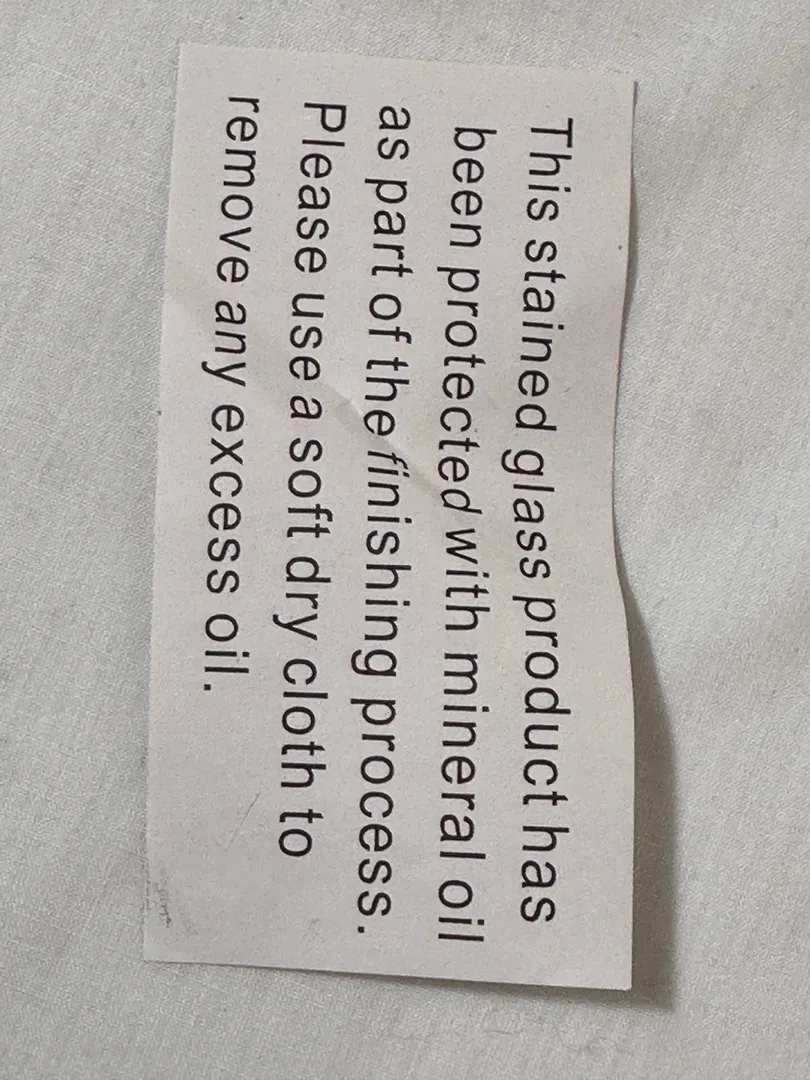 This stained glass product has
been protected with mineral oil
as part of the finishing process.
Please use a soft dry cloth to
remove any excess oil.